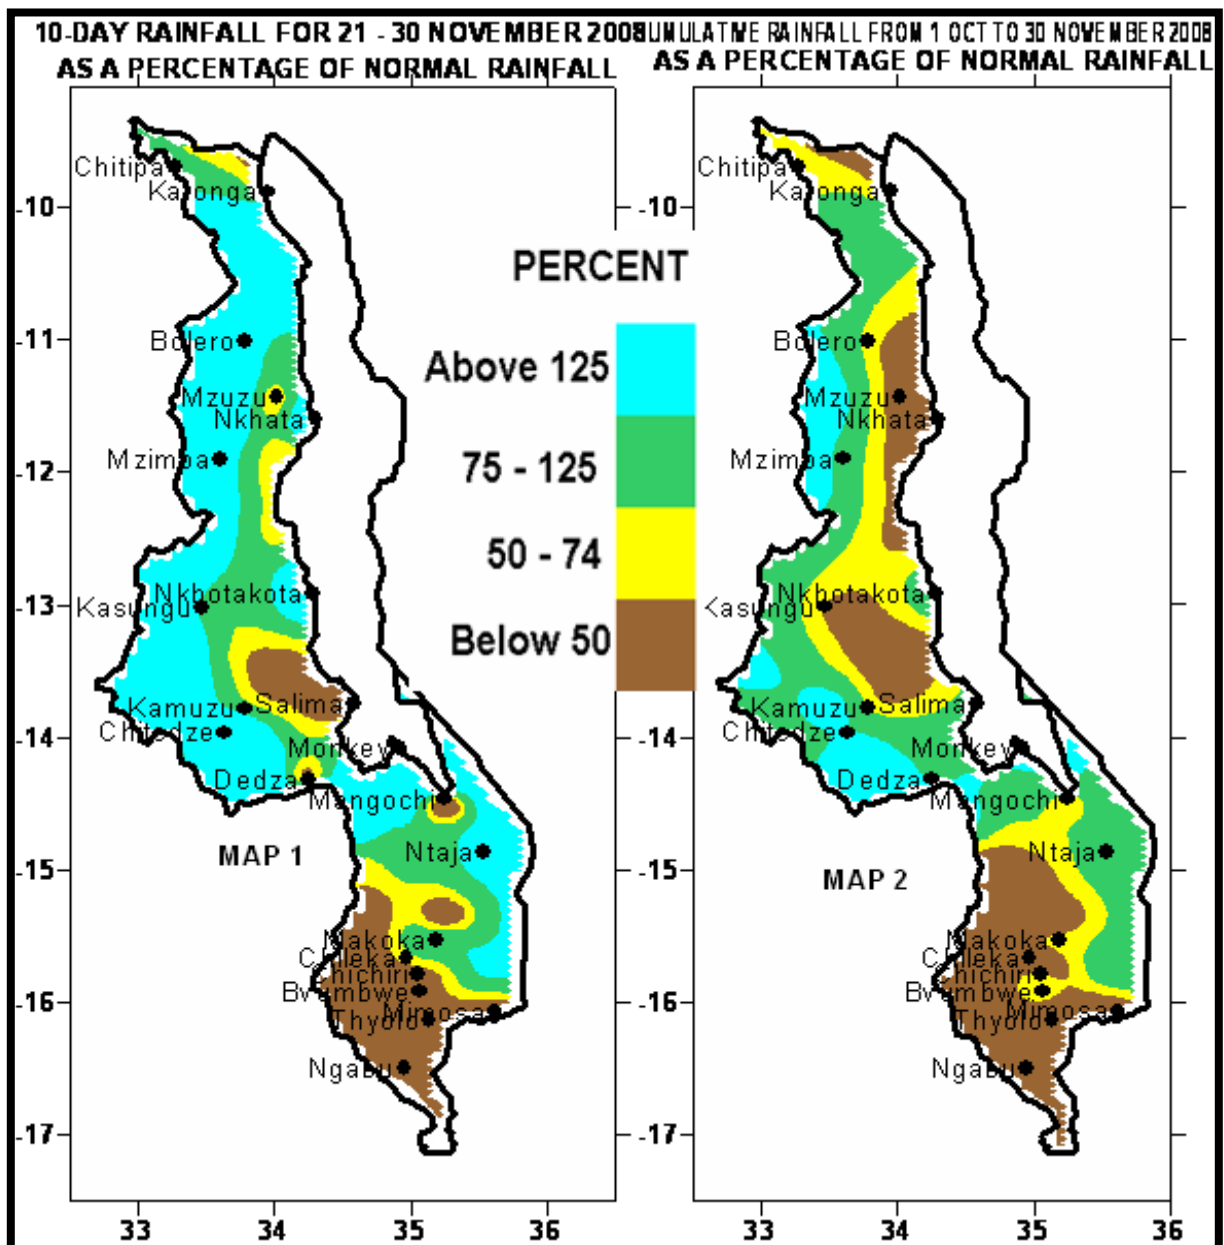 10-DAY RAINFALL FOR 21 - 30 NOVEMBER 2008
AS A PERCENTAGE OF NORMAL RAINFALL
UMULATIVE RAINFALL FROM 1 OCT TO 30 NOVEMBER 2008
AS A PERCENTAGE OF NORMAL RAINFALL
Chitipa
Karonga
-10
Bolero
-11
Mzuzu
Nkhata
Mzimba
-12
Nkhotakota
Kasungu
-13
Salima
Kamuzu
Chitedze
-14
Monkey
Dedza
Mangochi
MAP 1
Ntaja
-15
Makoka
Chileka
Chichiri
Bvumbwe
-16
Mimosa
Thyolo
Ngabu
-17
33
34
35
36
PERCENT
Above 125
75 - 125
50 - 74
Below 50
Chitipa
Karonga
-10
Bolero
Mzuzu
Nkhata
Mzimba
Nkhotakota
Kasungu
Salima
Kamuzu
Chitedze
-14
Monkey
Dedza
Mangochi
Ntaja
-15
MAP 2
Makoka
Chileka
Chichiri
Bvumbwe
-16
Mimosa
Thyolo
Ngabu
-17
33
34
35
36